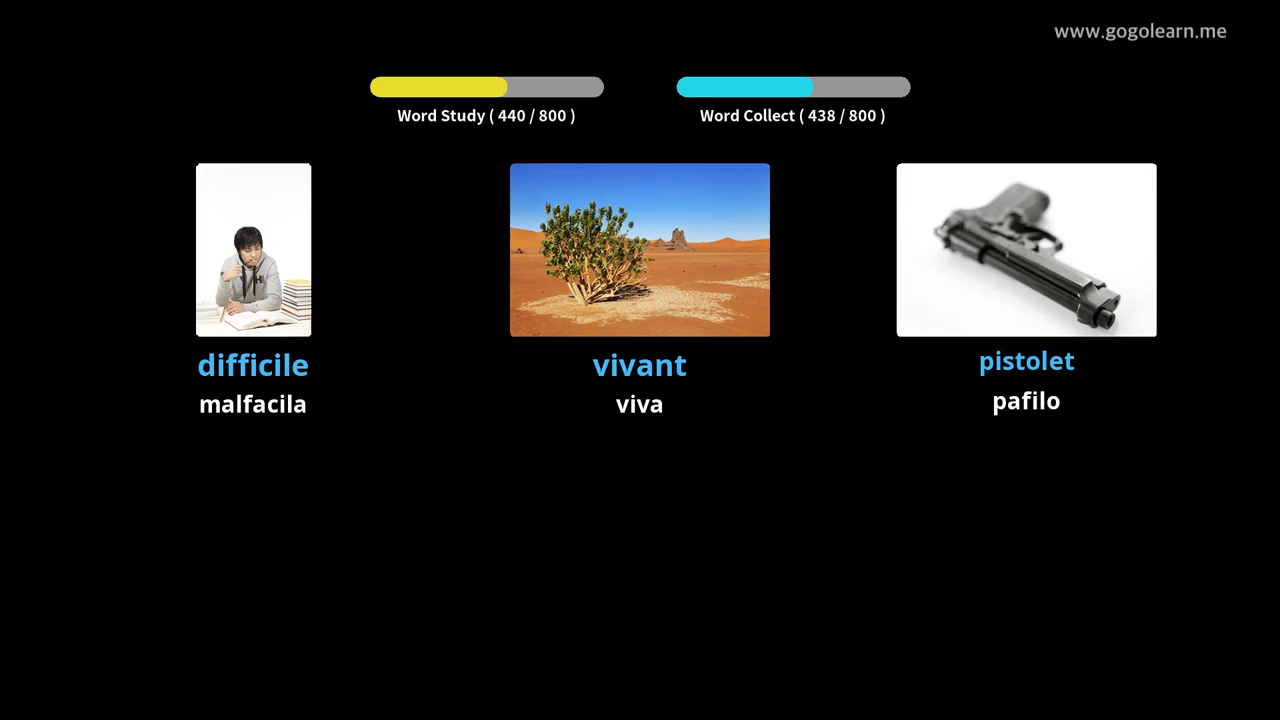 www.gogolearn.me
Word Study ( 440 / 800 )
Word Collect ( 438 / 800 )
difficile
malfacila
vivant
viva
pistolet
pafilo